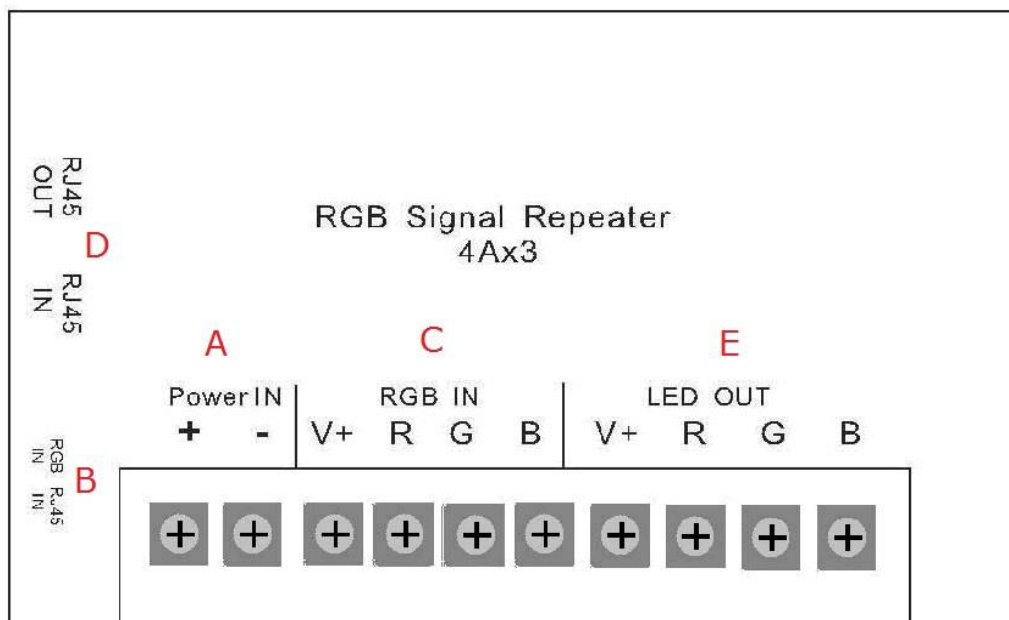 RJ45
OUT
D
RJ45
IN
RGB Signal Repeater
4Ax3
A
C
E
Power IN
RGB IN
LED OUT
+ - V+ R G B V+ R G B
RGB IN
RJ45 IN
B